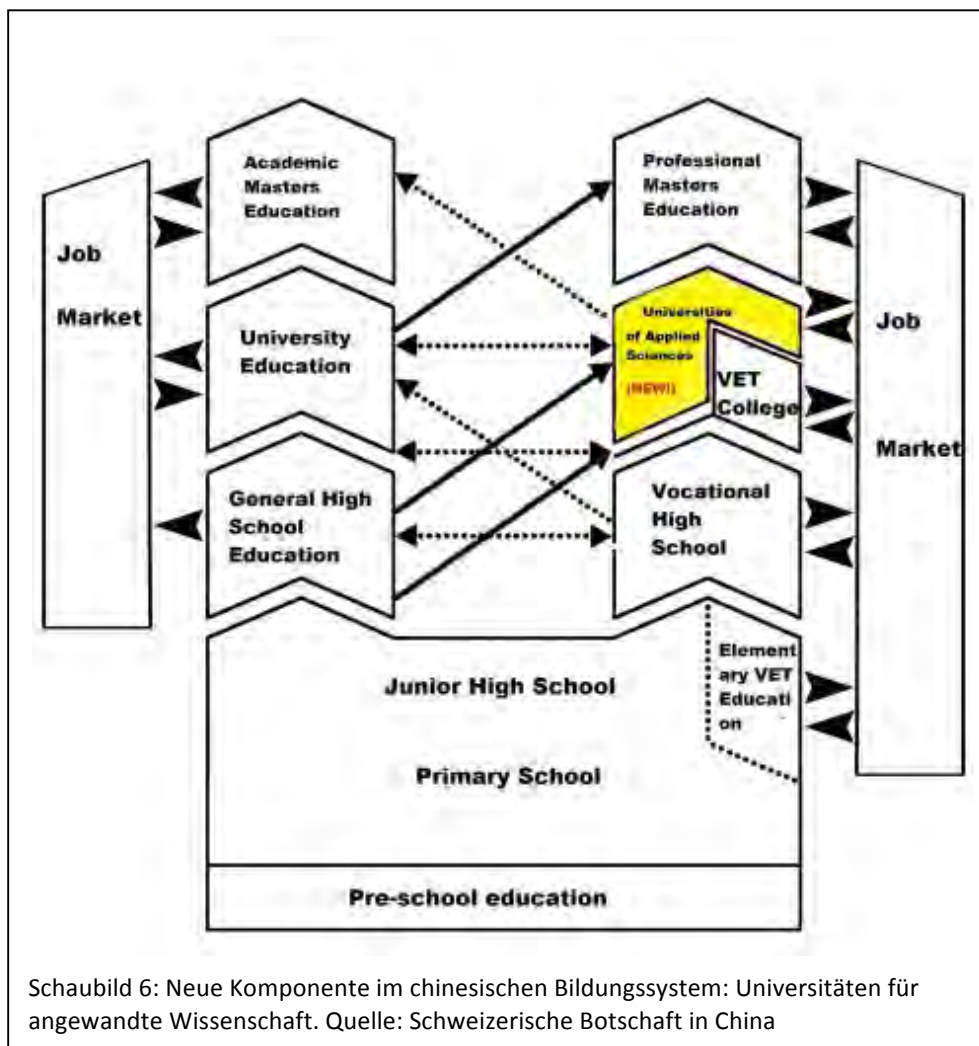 Academic
Masters
Education
Professional
Masters
Education
Job
Market
University
Education
Universities
of Applied
Sciences
(NEW!)
VET
College
Job
Market
General High
School
Education
Vocational
High
School
Junior High School
Element
ary VET
Educati
on
Primary School
Pre-school education
Schaubild 6: Neue Komponente im chinesischen Bildungssystem: Universitäten für
angewandte Wissenschaft. Quelle: Schweizerische Botschaft in China